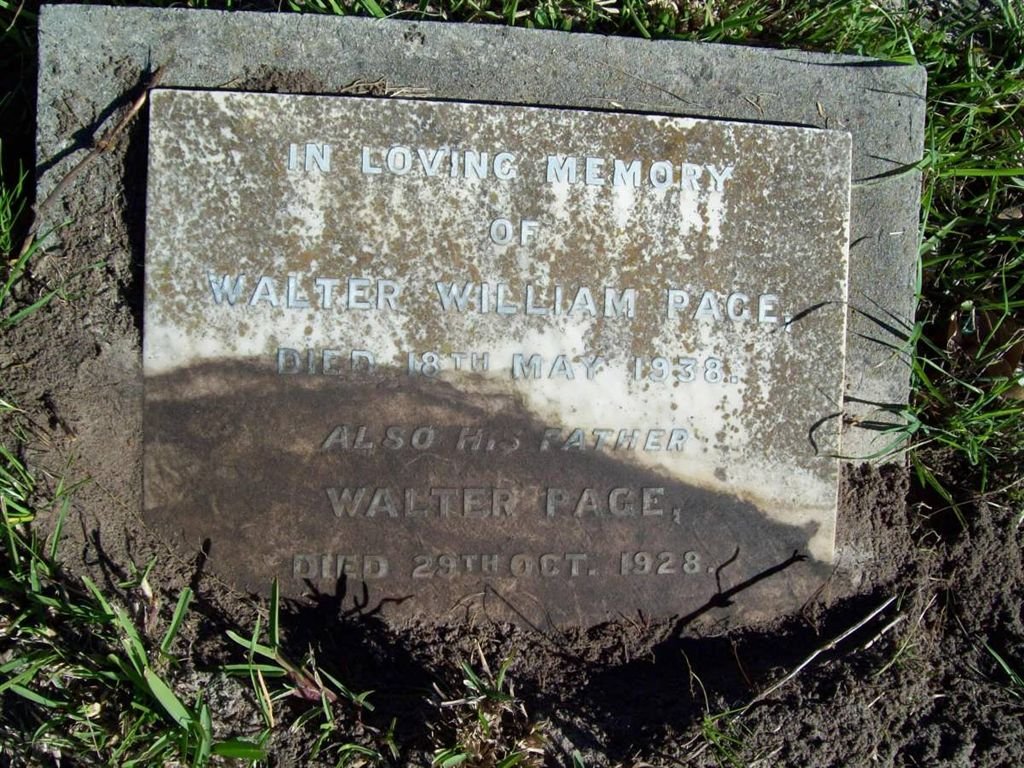 IN LOVING MEMORY
OF
WALTER WILLIAM PAGE,
DIED 18TH MAY 1938.
ALSO HIS FATHER
WALTER PAGE,
DIED 29TH OCT. 1928.